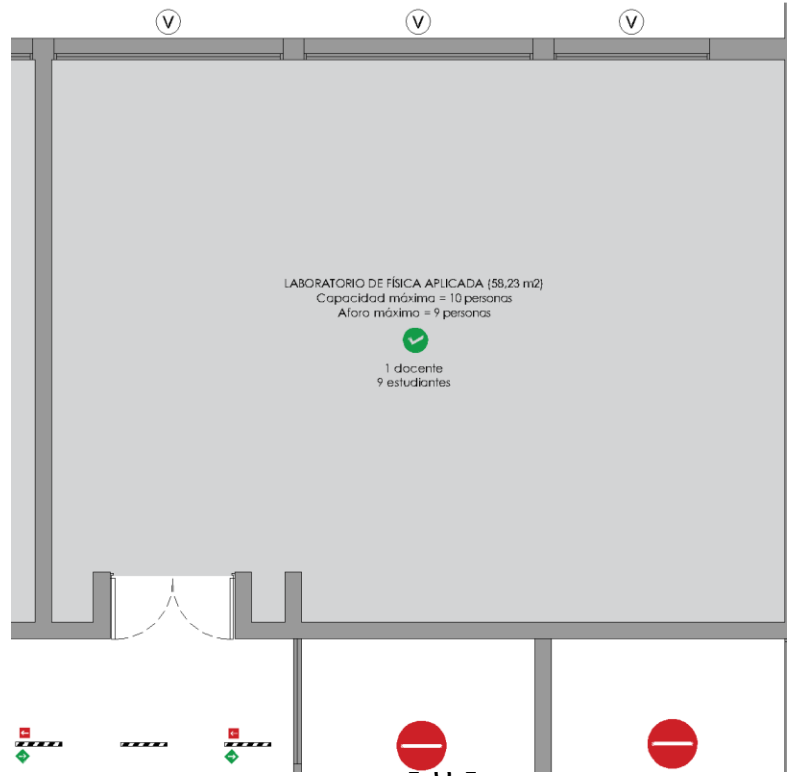 V V V
LABORATORIO DE FÍSICA APLICADA (58,23 m2)
Capacidad máxima = 10 personas
Aforo máximo = 9 personas
1 docente
9 estudiantes